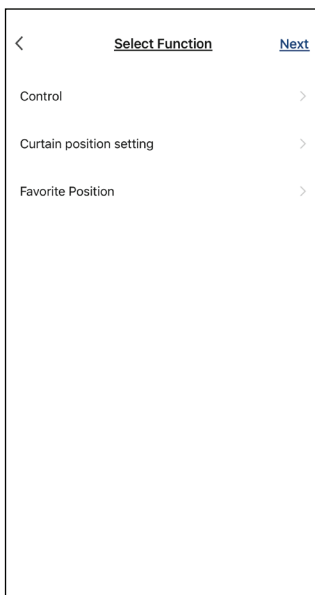 Select Function Next
Control
Curtain position setting
Favorite Position